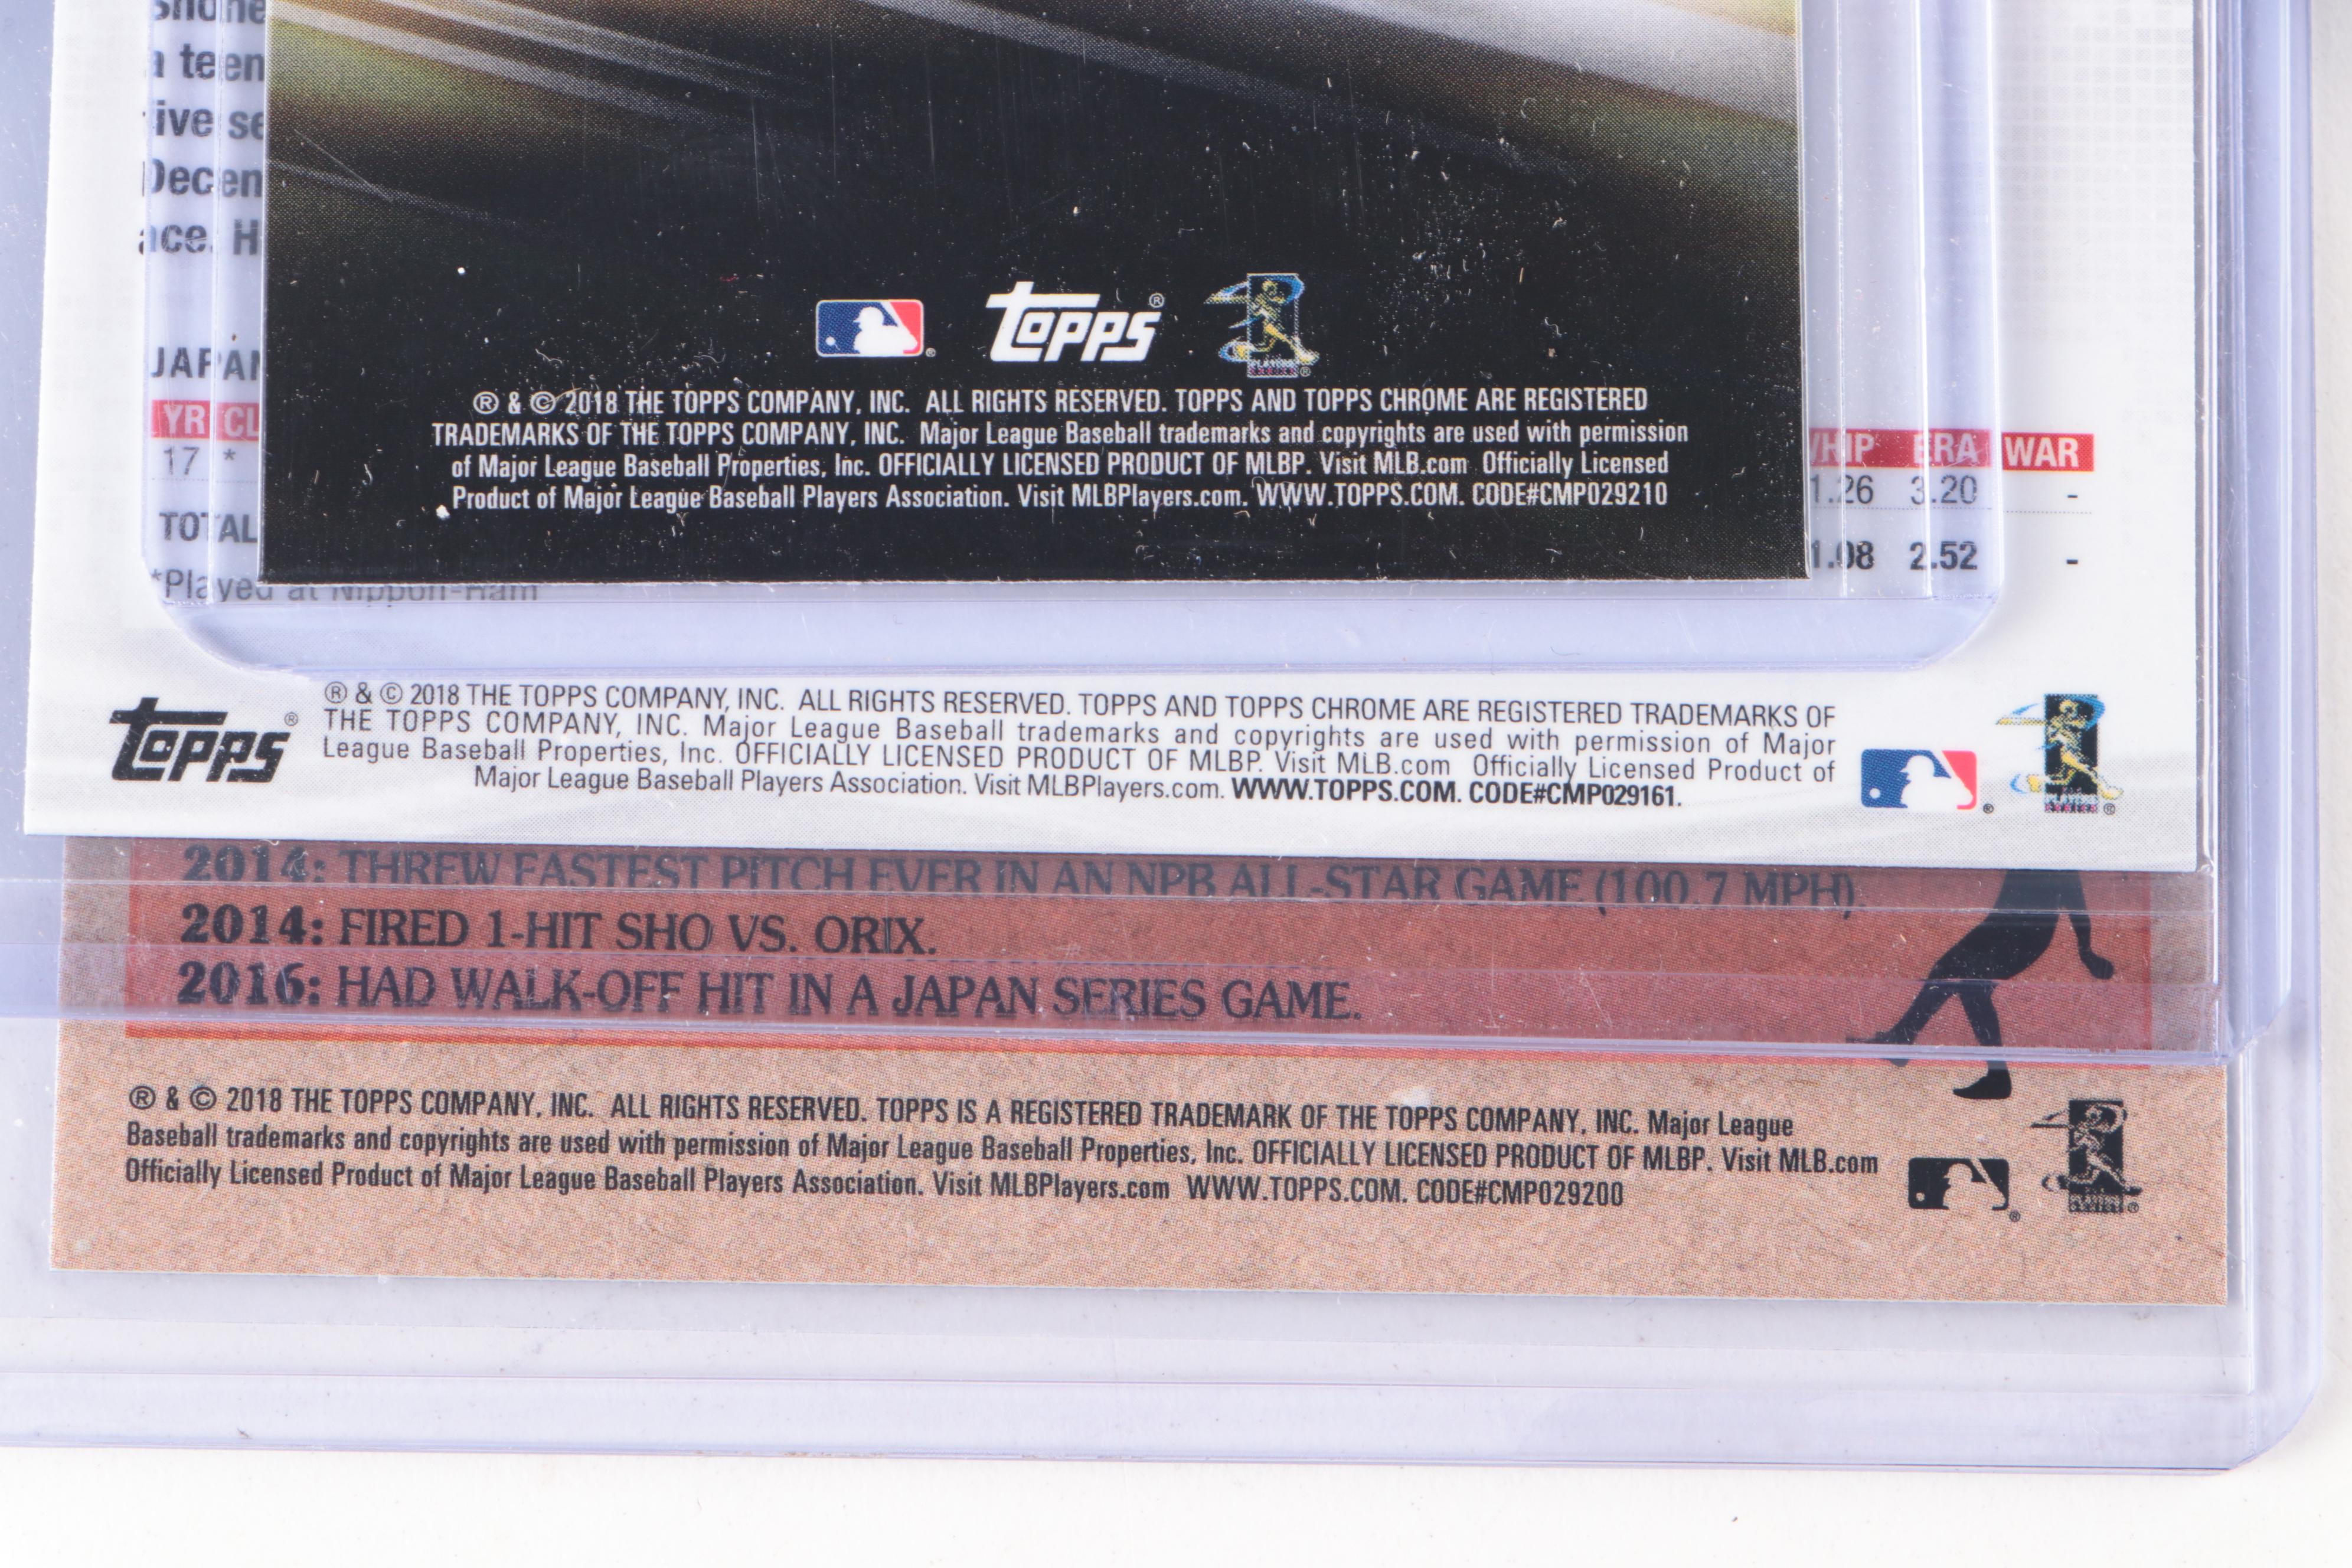 a teen
five se
Decem
ace. H
JAPAN
YR CL WHIP ERA WAR
17 * 1.26 3.20 -
TOTAL 1.08 2.52 -
*Played at Nippon-Ham
TOPPS®
® & © 2018 THE TOPPS COMPANY, INC. ALL RIGHTS RESERVED. TOPPS AND TOPPS CHROME ARE REGISTERED
TRADEMARKS OF THE TOPPS COMPANY, INC. Major League Baseball trademarks and copyrights are used with permission
of Major League Baseball Properties, Inc. OFFICIALLY LICENSED PRODUCT OF MLBP. Visit MLB.com Officially Licensed
Product of Major League Baseball Players Association. Visit MLBPlayers.com. WWW.TOPPS.COM. CODE#CMP029210
TOPPS®
® & © 2018 THE TOPPS COMPANY, INC. ALL RIGHTS RESERVED. TOPPS AND TOPPS CHROME ARE REGISTERED TRADEMARKS OF
THE TOPPS COMPANY, INC. Major League Baseball trademarks and copyrights are used with permission of Major
League Baseball Properties, Inc. OFFICIALLY LICENSED PRODUCT OF MLBP. Visit MLB.com Officially Licensed Product of
Major League Baseball Players Association. Visit MLBPlayers.com. WWW.TOPPS.COM. CODE#CMP029161.
2014: THREW FASTEST PITCH EVER IN AN NPB ALL-STAR GAME (100.7 MPH).
2014: FIRED 1-HIT SHO VS. ORIX.
2016: HAD WALK-OFF HIT IN A JAPAN SERIES GAME.
® & © 2018 THE TOPPS COMPANY, INC. ALL RIGHTS RESERVED. TOPPS IS A REGISTERED TRADEMARK OF THE TOPPS COMPANY, INC. Major League
Baseball trademarks and copyrights are used with permission of Major League Baseball Properties, Inc. OFFICIALLY LICENSED PRODUCT OF MLBP. Visit MLB.com
Officially Licensed Product of Major League Baseball Players Association. Visit MLBPlayers.com WWW.TOPPS.COM. CODE#CMP029200